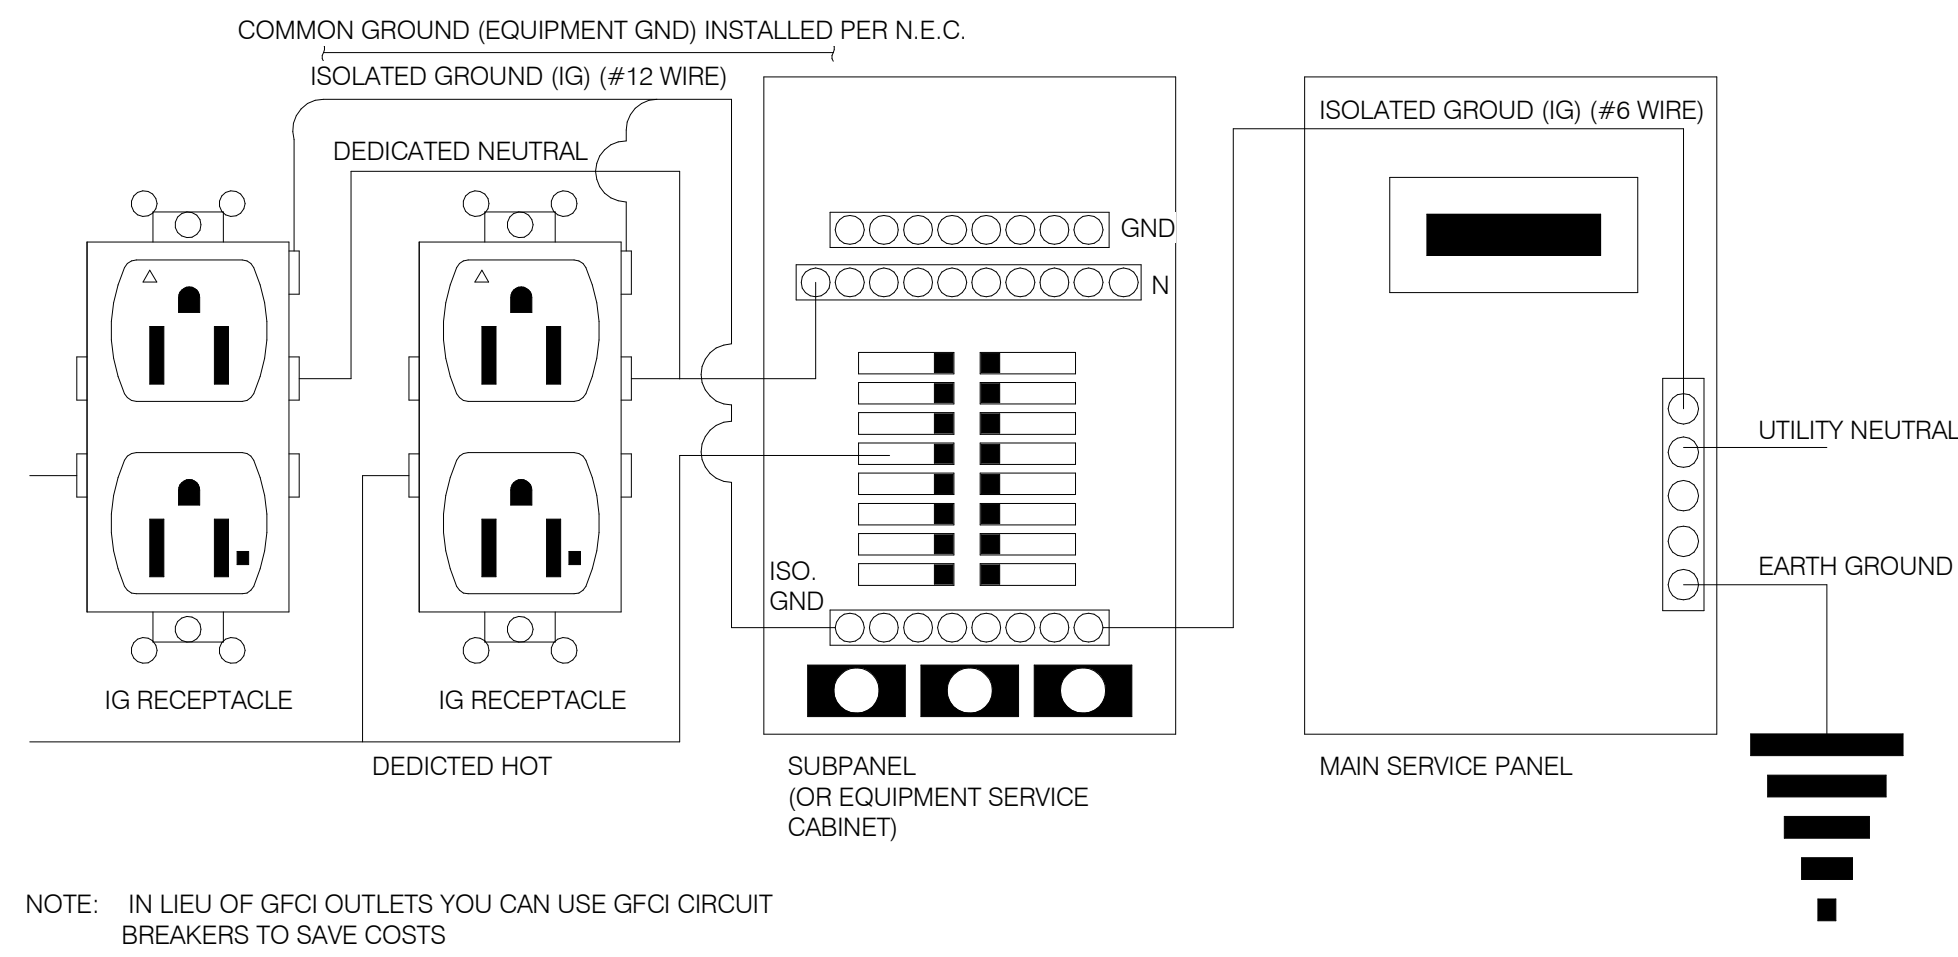 COMMON GROUND (EQUIPMENT GND) INSTALLED PER N.E.C.
ISOLATED GROUND (IG) (#12 WIRE)
ISOLATED GROUD (IG) (#6 WIRE)
DEDICATED NEUTRAL
GND
N
UTILITY NEUTRAL
EARTH GROUND
ISO.
GND
IG RECEPTACLE
IG RECEPTACLE
DEDICTED HOT
SUBPANEL
(OR EQUIPMENT SERVICE
CABINET)
MAIN SERVICE PANEL
NOTE: IN LIEU OF GFCI OUTLETS YOU CAN USE GFCI CIRCUIT
BREAKERS TO SAVE COSTS